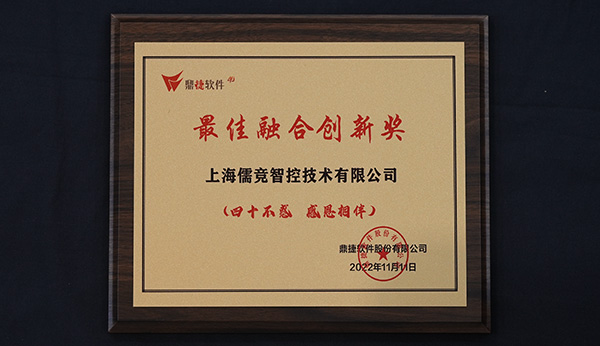 鼎捷软件 40
最佳融合创新奖
上海儒竞智控技术有限公司
(四十不惑 感恩相伴)
鼎捷软件股份有限公司
2022年11月11日